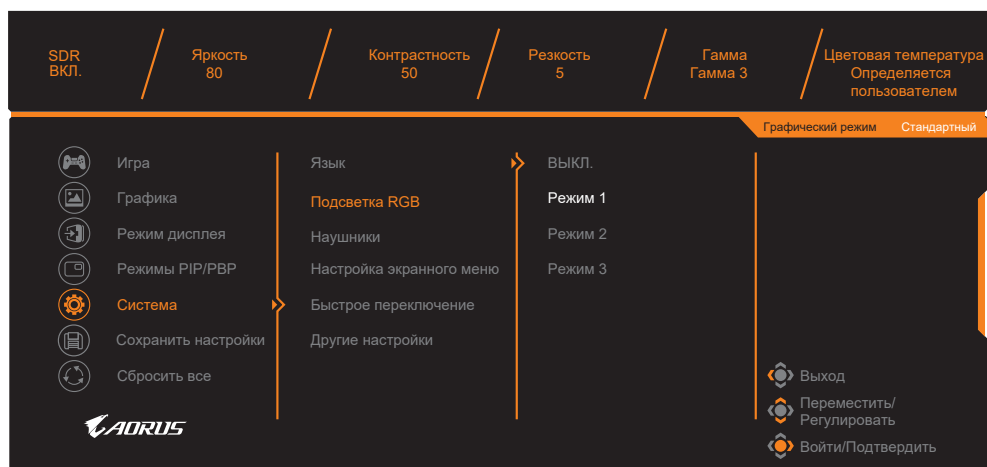 SDR
ВКЛ.
Яркость
80
Контрастность
50
Резкость
5
Гамма
Гамма 3
Цветовая температура
Определяется
пользователем
Графический режим Стандартный
Игра
Графика
Режим дисплея
Режимы PIP/PBP
Система
Сохранить настройки
Сбросить все
Язык
Подсветка RGB
Наушники
Настройка экранного меню
Быстрое переключение
Другие настройки
ВЫКЛ.
Режим 1
Режим 2
Режим 3
Выход
Переместить/
Регулировать
Войти/Подтвердить
AORUS